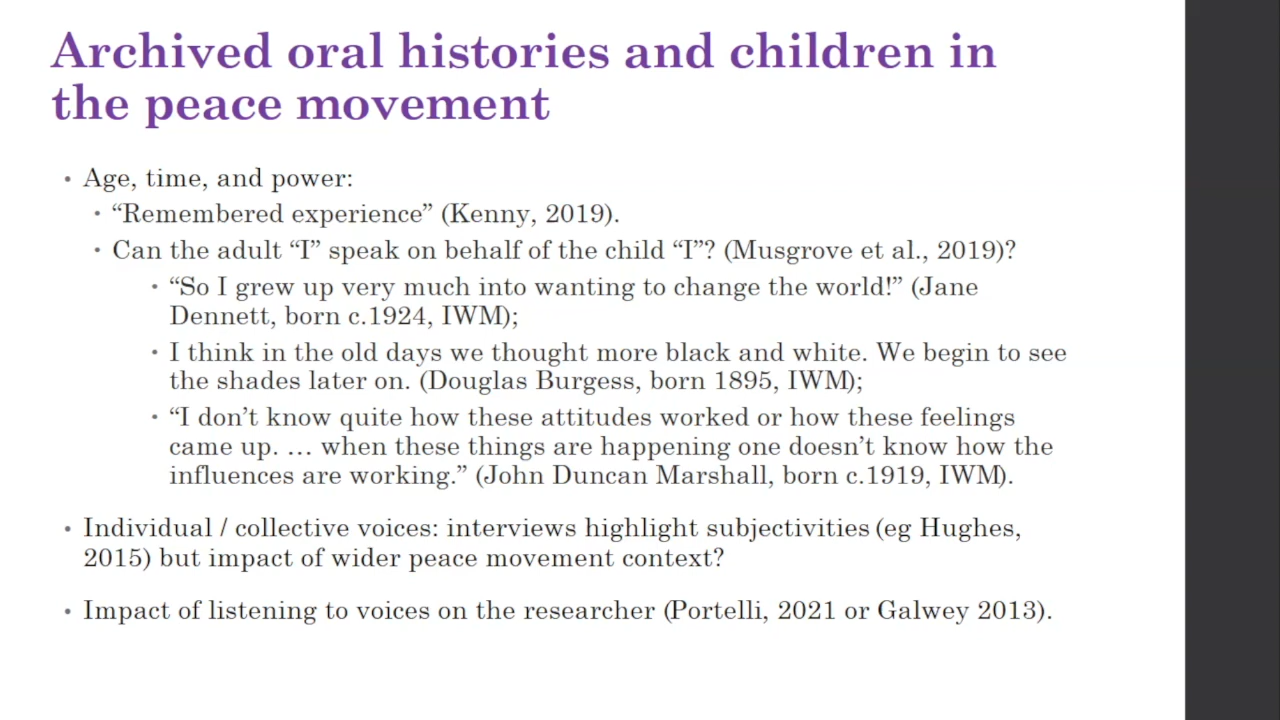 Archived oral histories and children in
the peace movement
• Age, time, and power:
• “Remembered experience” (Kenny, 2019).
• Can the adult “I” speak on behalf of the child “I”? (Musgrove et al., 2019)?
• “So I grew up very much into wanting to change the world!” (Jane
Dennett, born c.1924, IWM);
• I think in the old days we thought more black and white. We begin to see
the shades later on. (Douglas Burgess, born 1895, IWM);
• “I don’t know quite how these attitudes worked or how these feelings
came up. … when these things are happening one doesn’t know how the
influences are working.” (John Duncan Marshall, born c.1919, IWM).
• Individual / collective voices: interviews highlight subjectivities (eg Hughes,
2015) but impact of wider peace movement context?
• Impact of listening to voices on the researcher (Portelli, 2021 or Galwey 2013).